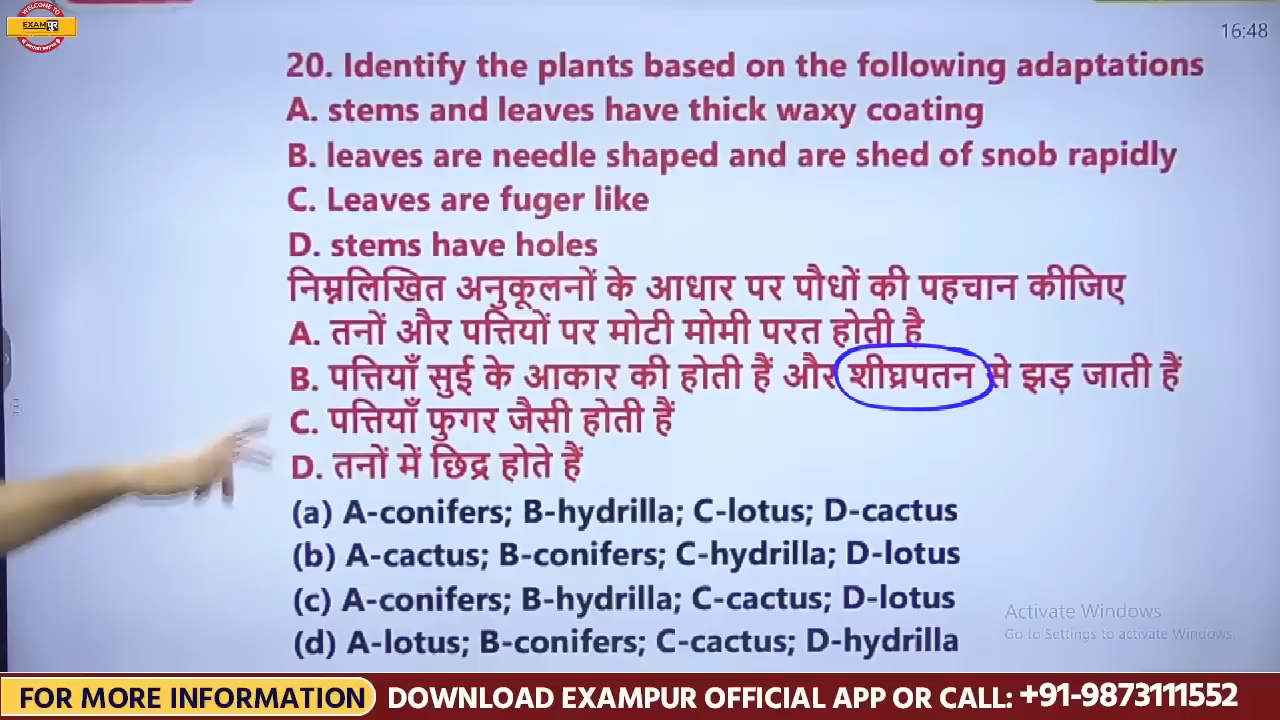 WELCOME TO
EXAMपुर
16:48
20. Identify the plants based on the following adaptations
A. stems and leaves have thick waxy coating
B. leaves are needle shaped and are shed of snob rapidly
C. Leaves are fuger like
D. stems have holes
निम्नलिखित अनुकूलनों के आधार पर पौधों की पहचान कीजिए
A. तनों और पत्तियों पर मोटी मोमी परत होती है
B. पत्तियाँ सुई के आकार की होती हैं और शीघ्रपतन से झड़ जाती हैं
C. पत्तियाँ फुगर जैसी होती हैं
D. तनों में छिद्र होते हैं
(a) A-conifers; B-hydrilla; C-lotus; D-cactus
(b) A-cactus; B-conifers; C-hydrilla; D-lotus
(c) A-conifers; B-hydrilla; C-cactus; D-lotus
(d) A-lotus; B-conifers; C-cactus; D-hydrilla
Activate Windows
Go to Settings to activate Windows.
FOR MORE INFORMATION DOWNLOAD EXAMPUR OFFICIAL APP OR CALL: +91-9873111552